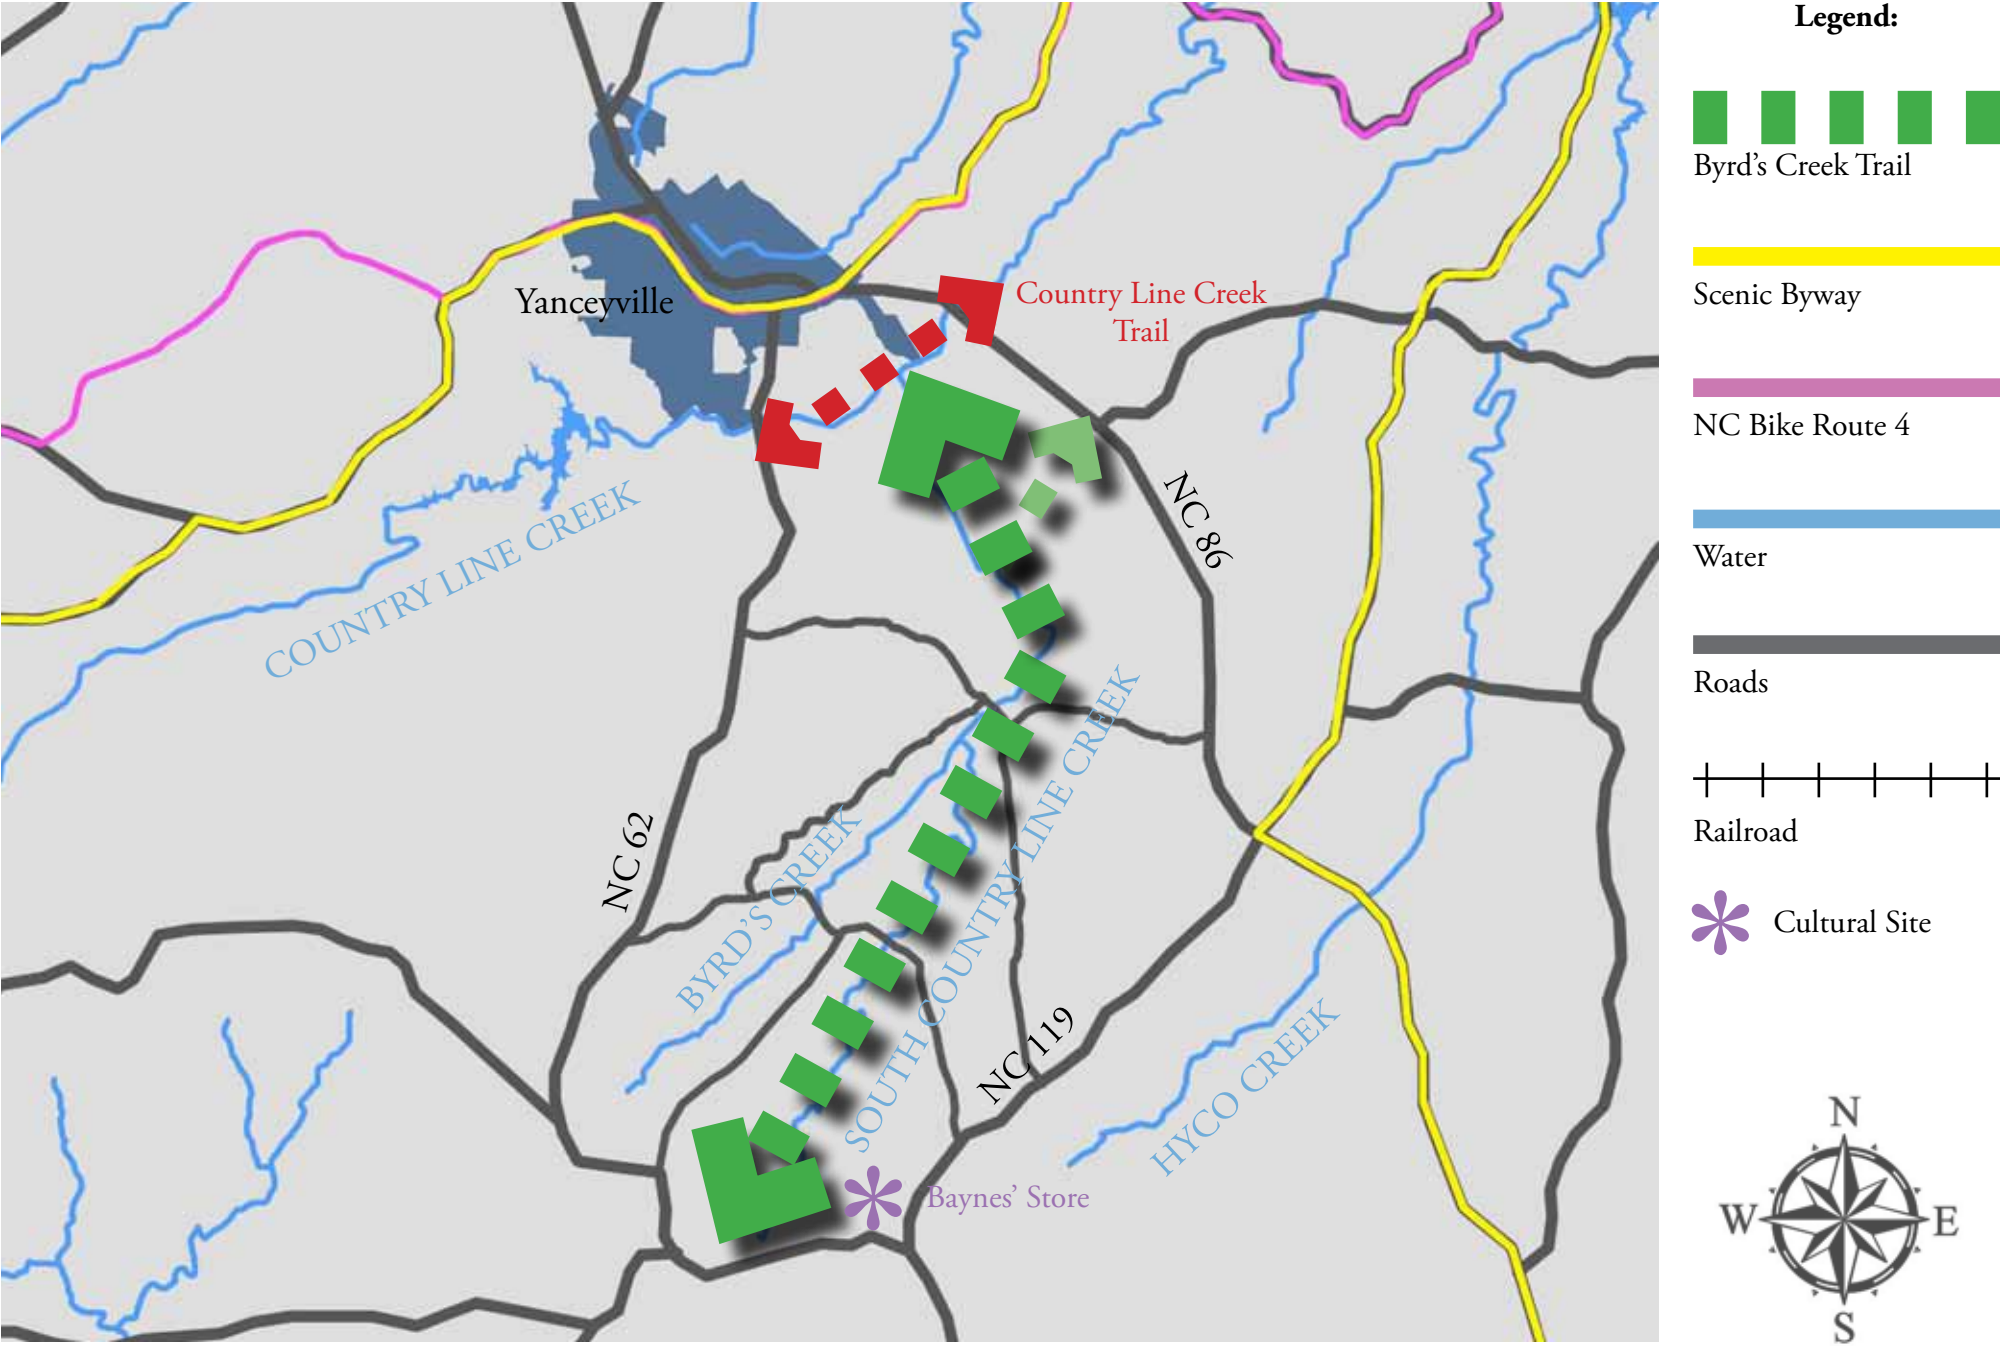 Legend:
Byrd's Creek Trail
Scenic Byway
NC Bike Route 4
Water
Roads
Railroad
Cultural Site
Yanceyville
Country Line Creek
Trail
COUNTRY LINE CREEK
NC 86
NC 62
BYRD'S CREEK
SOUTH COUNTRY LINE CREEK
NC 119
HYCO CREEK
Baynes' Store
N
W
E
S